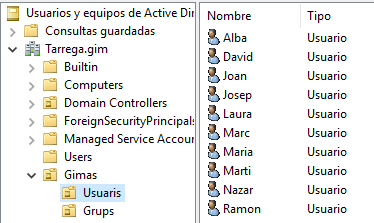 Usuarios y equipos de Active Dir
Consultas guardadas
Tarrega.gim
Builtin
Computers
Domain Controllers
ForeignSecurityPrincipals
Managed Service Accoun
Users
Gimas
Usuaris
Grups
Nombre Tipo
Alba Usuario
David Usuario
Joan Usuario
Josep Usuario
Laura Usuario
Marc Usuario
Maria Usuario
Marti Usuario
Nazar Usuario
Ramon Usuario